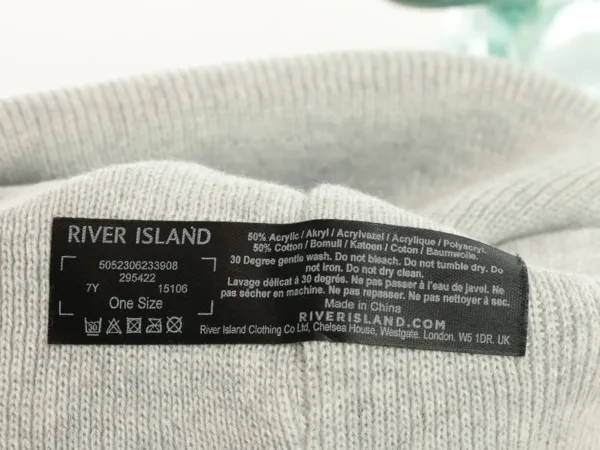 RIVER ISLAND
5052306233908
295422
7Y 15106
One Size
30
50% Acrylic / Akryl / Acrylvezel / Acrylique / Polyacryl.
50% Cotton / Bomull / Katoen / Coton / Baumwolle.
30 Degree gentle wash. Do not bleach. Do not tumble dry. Do
not iron. Do not dry clean.
Lavage délicat à 30 degrés. Ne pas passer à l'eau de javel. Ne
pas sécher en machine. Ne pas repasser. Ne pas nettoyer à sec.
Made in China
RIVERISLAND.COM
River Island Clothing Co Ltd, Chelsea House, Westgate. London. W5 1DR. UK